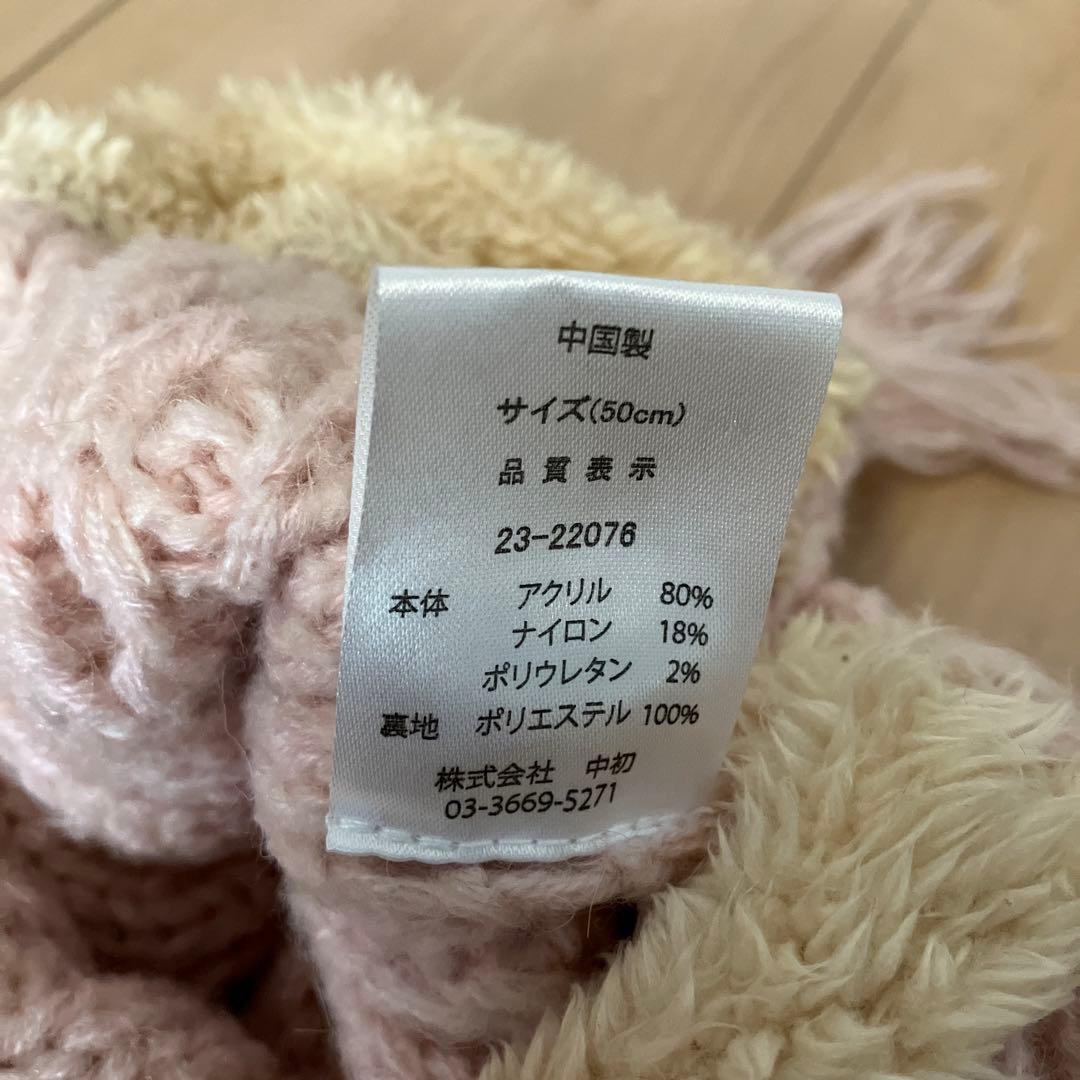 中国製
サイズ(50cm)
品質表示
23-22076
本体 アクリル 80%
ナイロン 18%
ポリウレタン 2%
裏地 ポリエステル 100%
株式会社 中初
03-3669-5271